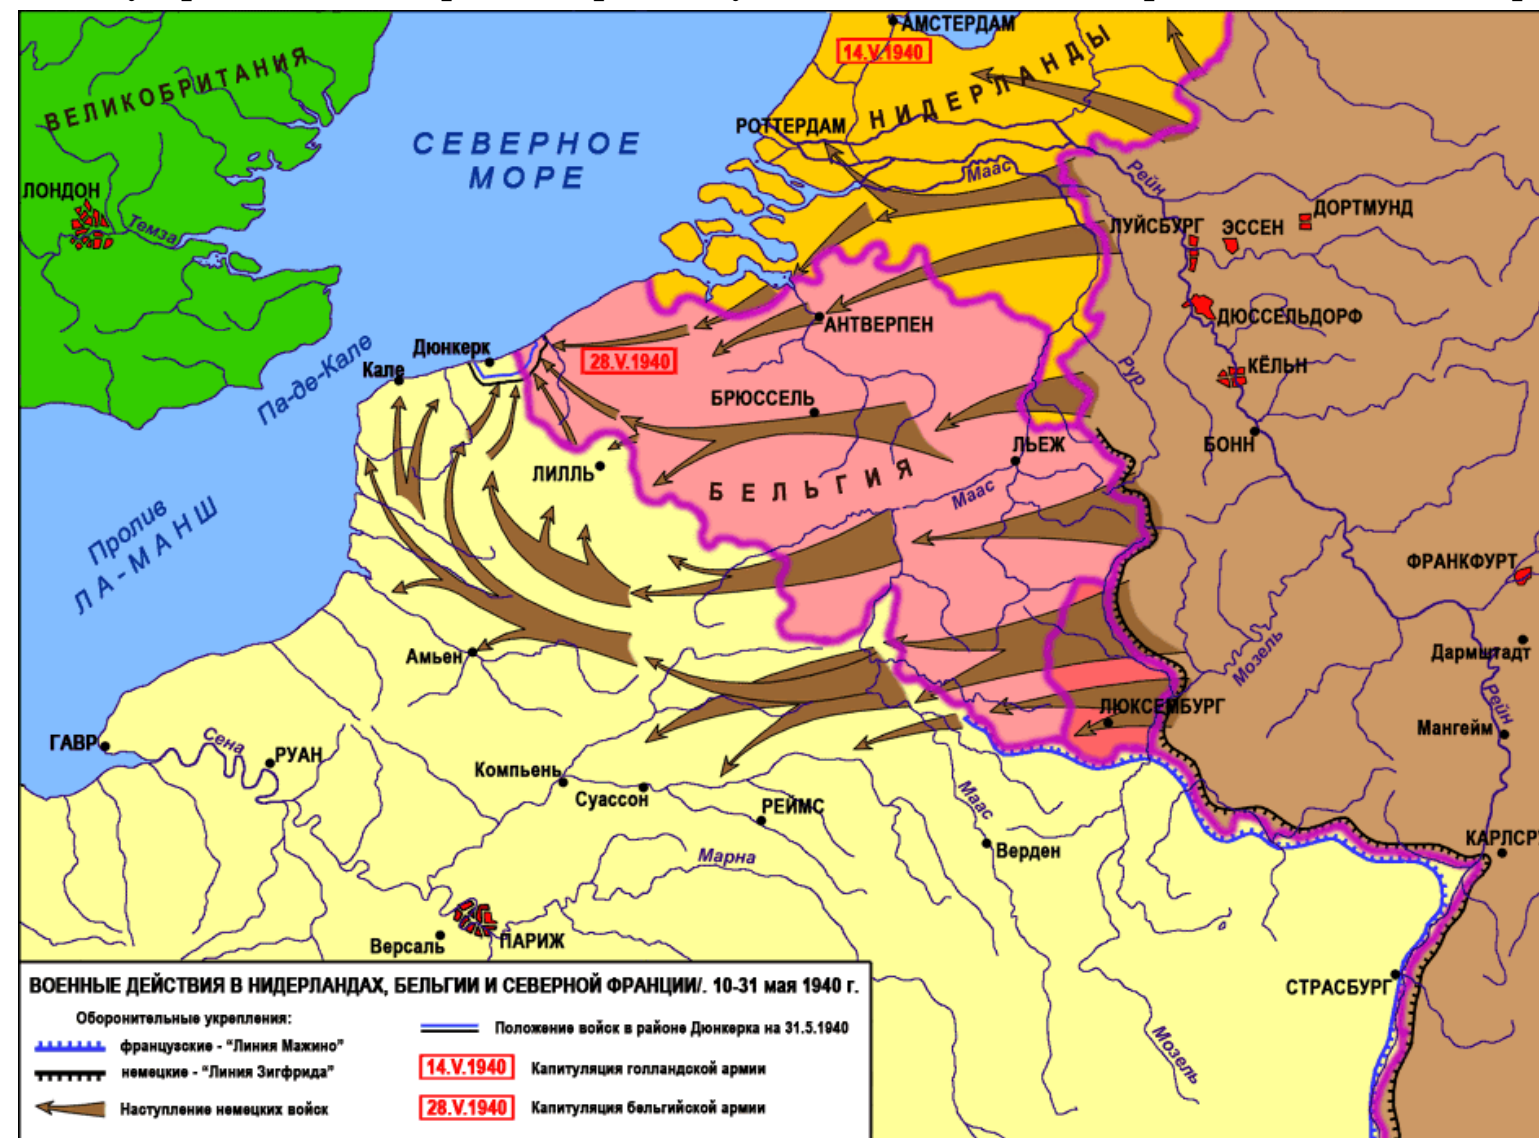 АМСТЕРДАМ
14.V.1940
ВЕЛИКОБРИТАНИЯ
НИДЕРЛАНДЫ
РОТТЕРДАМ
СЕВЕРНОЕ
МОРЕ
Маас
Рейн
ЛОНДОН
Темза
ЛУЙСБУРГ
ЭССЕН
ДОРТМУНД
АНТВЕРПЕН
ДЮССЕЛЬДОРФ
Дюнкерк
28.V.1940
Кале
Па-де-Кале
Рур
КЁЛЬН
БРЮССЕЛЬ
БОНН
ЛЬЕЖ
ЛИЛЛЬ
БЕЛЬГИЯ
Маас
Пролив
ЛА-МАНШ
ФРАНКФУРТ
Амьен
Мозель
Дармштадт
Рейн
ЛЮКСЕМБУРГ
Мангейм
ГАВР
Сена
РУАН
Компьень
Суассон
РЕЙМС
Маас
Верден
КАРЛСР
Марна
Версаль
ПАРИЖ
СТРАСБУРГ
Мозель
ВОЕННЫЕ ДЕЙСТВИЯ В НИДЕРЛАНДАХ, БЕЛЬГИИ И СЕВЕРНОЙ ФРАНЦИИ/. 10-31 мая 1940 г.
Оборонительные укрепления:
французские - "Линия Мажино"
немецкие - "Линия Зигфрида"
Наступление немецких войск
Положение войск в районе Дюнкерка на 31.5.1940
14.V.1940 Капитуляция голландской армии
28.V.1940 Капитуляция бельгийской армии